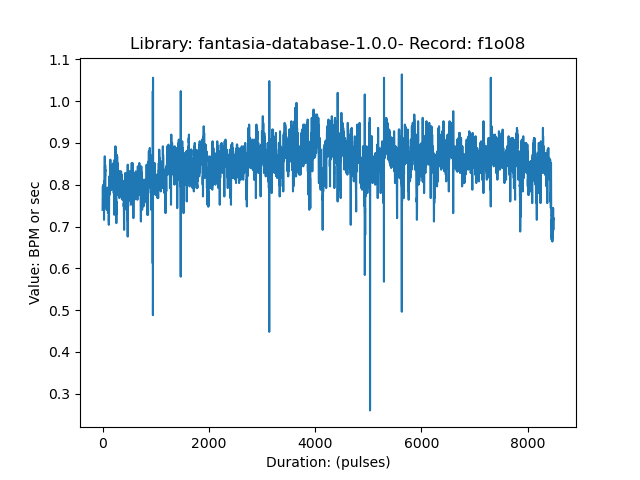 Library: fantasia-database-1.0.0- Record: f1o08
1.1
1.0
0.9
0.8
0.7
0.6
0.5
0.4
0.3
Value: BPM or sec
0 2000 4000 6000 8000
Duration: (pulses)